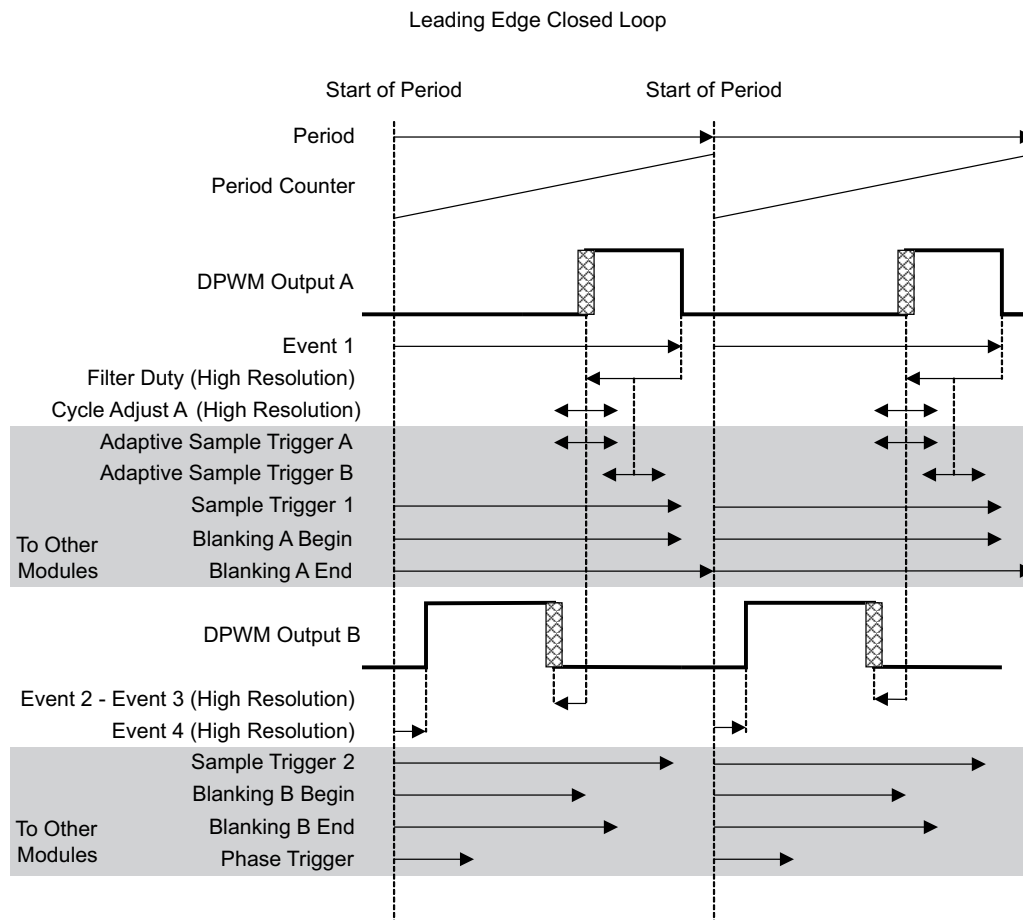 Leading Edge Closed Loop
Start of Period
Start of Period
Period
Period Counter
DPWM Output A
Event 1
Filter Duty (High Resolution)
Cycle Adjust A (High Resolution)
Adaptive Sample Trigger A
Adaptive Sample Trigger B
Sample Trigger 1
Blanking A Begin
Blanking A End
To Other
Modules
DPWM Output B
Event 2 - Event 3 (High Resolution)
Event 4 (High Resolution)
Sample Trigger 2
Blanking B Begin
Blanking B End
Phase Trigger
To Other
Modules